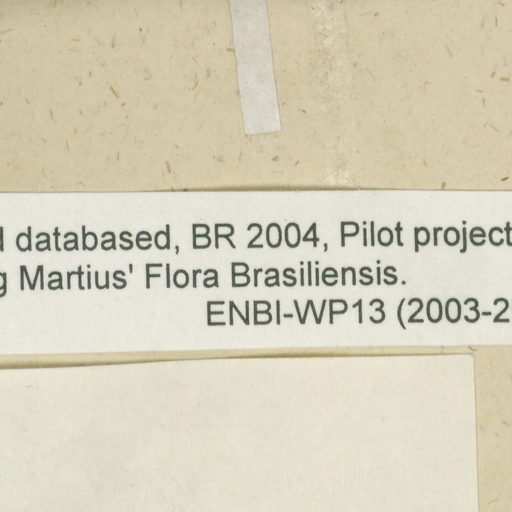 databased, BR 2004, Pilot project
Martius' Flora Brasiliensis.
ENBI-WP13 (2003-2